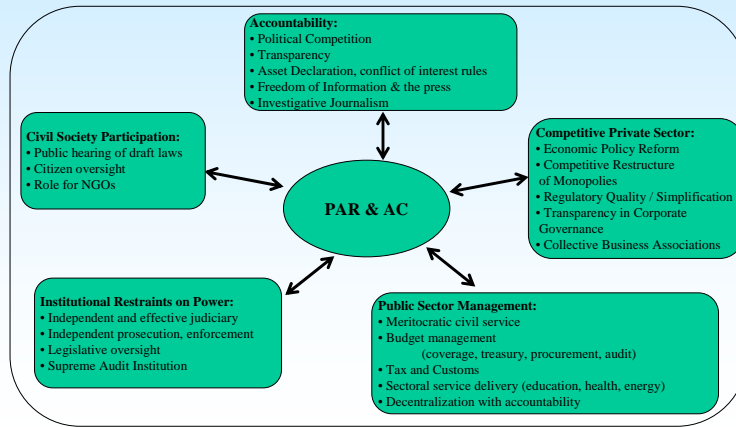 Accountability:
• Political Competition
• Transparency
• Asset Declaration, conflict of interest rules
• Freedom of Information & the press
• Investigative Journalism
Civil Society Participation:
• Public hearing of draft laws
• Citizen oversight
• Role for NGOs
Competitive Private Sector:
• Economic Policy Reform
• Competitive Restructure
of Monopolies
• Regulatory Quality / Simplification
• Transparency in Corporate
Governance
• Collective Business Associations
PAR & AC
Institutional Restraints on Power:
• Independent and effective judiciary
• Independent prosecution, enforcement
• Legislative oversight
• Supreme Audit Institution
Public Sector Management:
• Meritocratic civil service
• Budget management
(coverage, treasury, procurement, audit)
• Tax and Customs
• Sectoral service delivery (education, health, energy)
• Decentralization with accountability